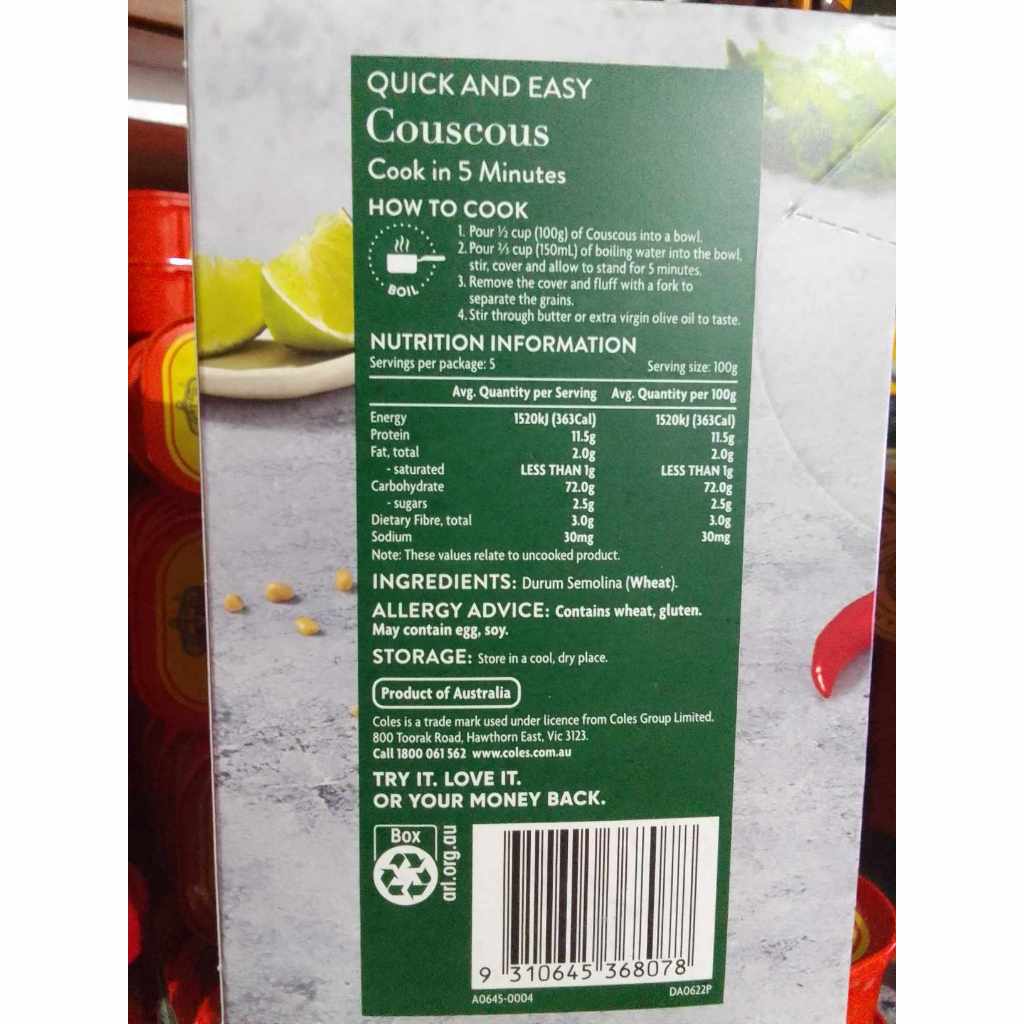 QUICK AND EASY
Couscous
Cook in 5 Minutes
HOW TO COOK
BOIL
1. Pour ½ cup (100g) of Couscous into a bowl.
2. Pour ⅔ cup (150mL) of boiling water into the bowl,
stir, cover and allow to stand for 5 minutes.
3. Remove the cover and fluff with a fork to
separate the grains.
4. Stir through butter or extra virgin olive oil to taste.
NUTRITION INFORMATION
Servings per package: 5 Serving size: 100g
Avg. Quantity per Serving Avg. Quantity per 100g
Energy 1520kJ (363Cal) 1520kJ (363Cal)
Protein 11.5g 11.5g
Fat, total 2.0g 2.0g
- saturated LESS THAN 1g LESS THAN 1g
Carbohydrate 72.0g 72.0g
- sugars 2.5g 2.5g
Dietary Fibre, total 3.0g 3.0g
Sodium 30mg 30mg
Note: These values relate to uncooked product.
INGREDIENTS: Durum Semolina (Wheat).
ALLERGY ADVICE: Contains wheat, gluten.
May contain egg, soy.
STORAGE: Store in a cool, dry place.
Product of Australia
Coles is a trade mark used under licence from Coles Group Limited.
800 Toorak Road, Hawthorn East, Vic 3123.
Call 1800 061 562 www.coles.com.au
TRY IT. LOVE IT.
OR YOUR MONEY BACK.
Box
arl.org.au
9 310645 368078
A0645-0004 DA0622P